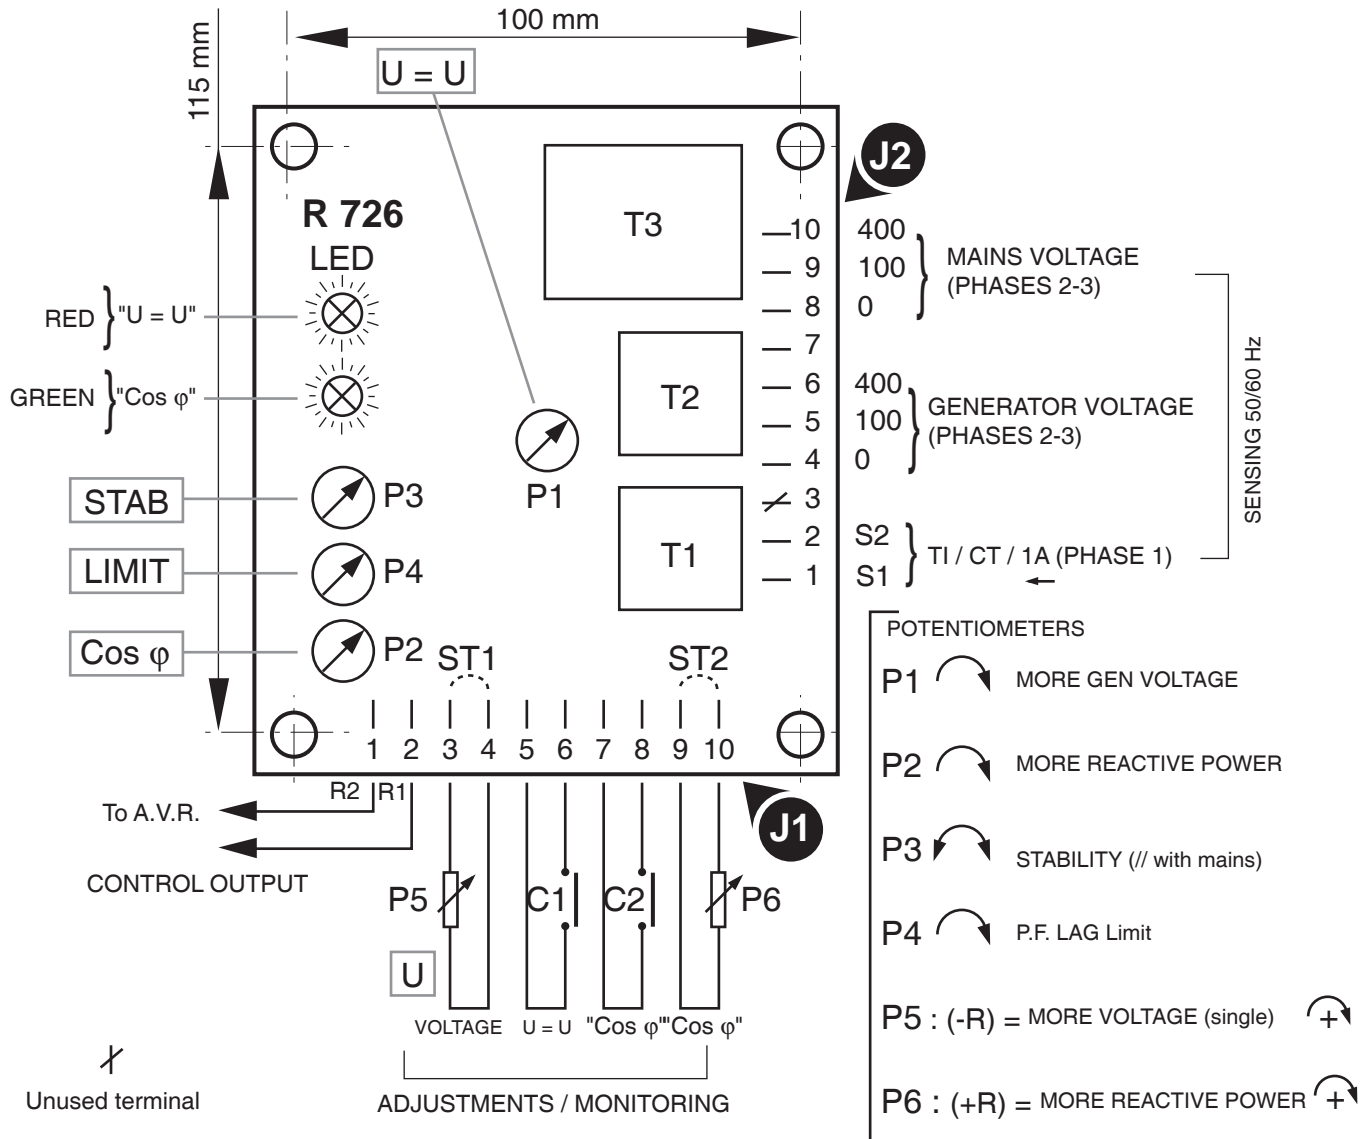 100 mm
115 mm
U = U
J2
R 726
LED
RED } "U = U"
GREEN } "Cos φ"
STAB
LIMIT
Cos φ
P3
P4
P2
P1
T3
T2
T1
10 400
9 100
8 0
MAINS VOLTAGE
(PHASES 2-3)
7
6 400
5 100
4 0
GENERATOR VOLTAGE
(PHASES 2-3)
3
2 S2
1 S1
TI / CT / 1A (PHASE 1)
SENSING 50/60 Hz
ST1
ST2
1 2 3 4 5 6 7 8 9 10
R2 R1
J1
To A.V.R.
CONTROL OUTPUT
P5
C1
C2
P6
U
VOLTAGE
U = U
"Cos φ"
"Cos φ"
ADJUSTMENTS / MONITORING
Unused terminal
POTENTIOMETERS
P1 MORE GEN VOLTAGE
P2 MORE REACTIVE POWER
P3 STABILITY (// with mains)
P4 P.F. LAG Limit
P5 : (-R) = MORE VOLTAGE (single) +
P6 : (+R) = MORE REACTIVE POWER +